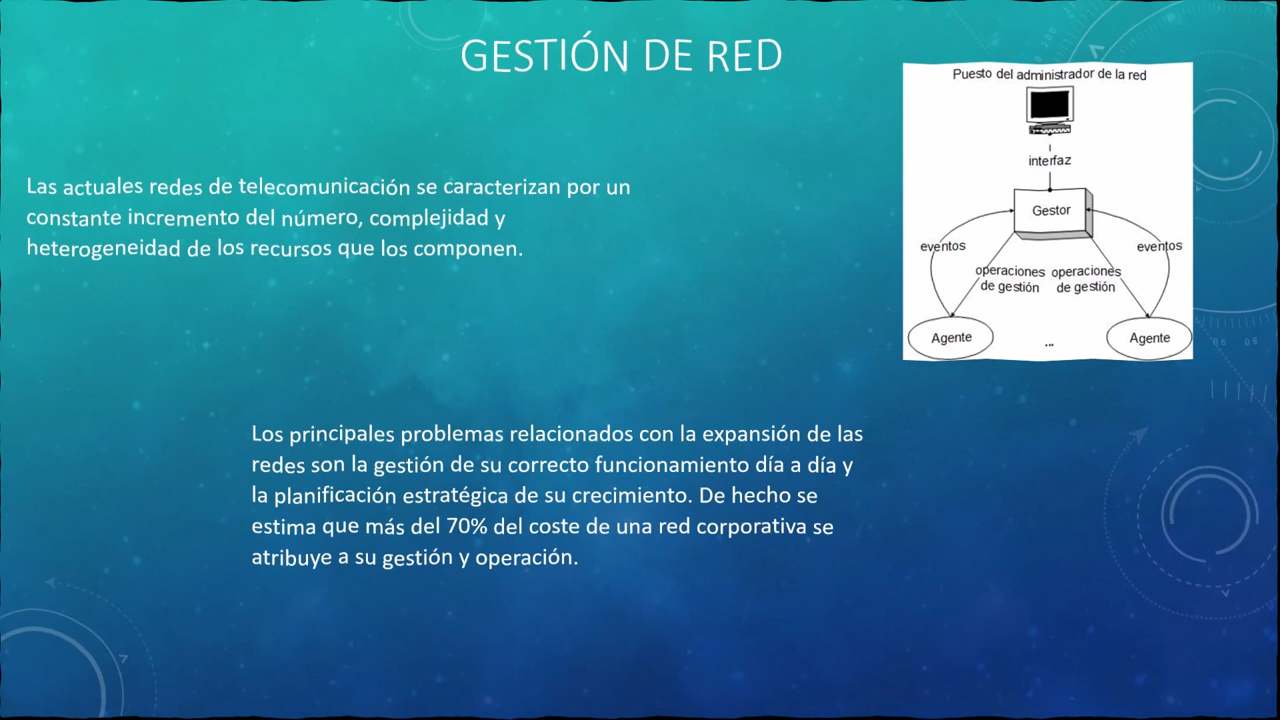 GESTIÓN DE RED
Las actuales redes de telecomunicación se caracterizan por un
constante incremento del número, complejidad y
heterogeneidad de los recursos que los componen.
Puesto del administrador de la red
interfaz
Gestor
eventos
eventos
operaciones
de gestión
operaciones
de gestión
Agente
...
Agente
Los principales problemas relacionados con la expansión de las
redes son la gestión de su correcto funcionamiento día a día y
la planificación estratégica de su crecimiento. De hecho se
estima que más del 70% del coste de una red corporativa se
atribuye a su gestión y operación.